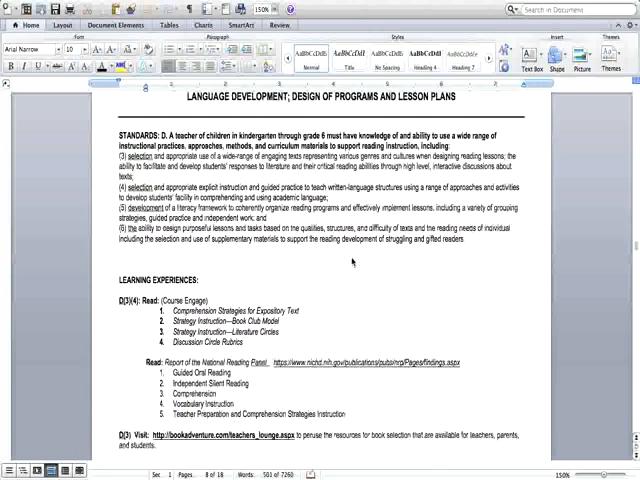 150%
Search in Document
Home Layout Document Elements Tables Charts SmartArt Review
Font Paragraph Styles Insert Themes
Arial Narrow 10
AaBbCcDdEe AaBbCcDdEe AaBbCcDdEe AaBbCcDdE AaBbCcDdEe
Normal Title No Spacing Heading 4 Heading 7 Text Box Shape Picture Themes
B I U
LANGUAGE DEVELOPMENT; DESIGN OF PROGRAMS AND LESSON PLANS
STANDARDS: D. A teacher of children in kindergarten through grade 6 must have knowledge of and ability to use a wide range of
instructional practices, approaches, methods, and curriculum materials to support reading instruction, including:
(3) selection and appropriate use of a wide-range of engaging texts representing various genres and cultures when designing reading lessons; the
ability to facilitate and develop students' responses to literature and their critical reading abilities through high level, interactive discussions about
texts;
(4) selection and appropriate explicit instruction and guided practice to teach written-language structures using a range of approaches and activities
to develop students' facility in comprehending and using academic language;
(5) development of a literacy framework to coherently organize reading programs and effectively implement lessons, including a variety of grouping
strategies, guided practice and independent work; and
(6) the ability to design purposeful lessons and tasks based on the qualities, structures, and difficulty of texts and the reading needs of individual
including the selection and use of supplementary materials to support the reading development of struggling and gifted readers
LEARNING EXPERIENCES:
D(3)(4): Read: (Course Engage)
1. Comprehension Strategies for Expository Text
2. Strategy Instruction—Book Club Model
3. Strategy Instruction—Literature Circles
4. Discussion Circle Rubrics
Read: Report of the National Reading Panel https://www.nichd.nih.gov/publications/pubs/nrp/Pages/findings.aspx
1. Guided Oral Reading
2. Independent Silent Reading
3. Comprehension
4. Vocabulary Instruction
5. Teacher Preparation and Comprehension Strategies Instruction
D(3) Visit: http://bookadventure.com/teachers_lounge.aspx to peruse the resources for book selection that are available for teachers, parents,
and students.
Sec 1 Pages: 8 of 18 Words: 501 of 7260 150%